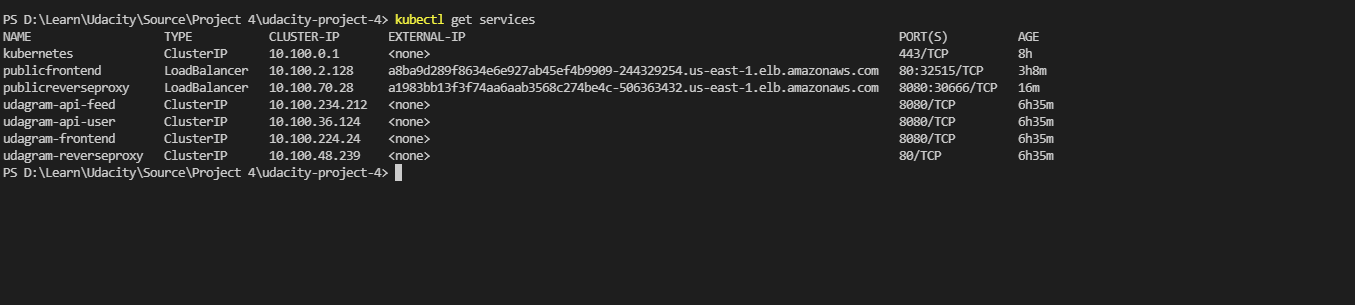 PS D:\Learn\Udacity\Source\Project 4\udacity-project-4> kubectl get services
NAME TYPE CLUSTER-IP EXTERNAL-IP PORT(S) AGE
kubernetes ClusterIP 10.100.0.1 <none> 443/TCP 8h
publicfrontend LoadBalancer 10.100.2.128 a8ba9d289f8634e6e927ab45ef4b9909-244329254.us-east-1.elb.amazonaws.com 80:32515/TCP 3h8m
publicreverseproxy LoadBalancer 10.100.70.28 a1983bb13f3f74aa6aab3568c274be4c-506363432.us-east-1.elb.amazonaws.com 8080:30666/TCP 16m
udagram-api-feed ClusterIP 10.100.234.212 <none> 8080/TCP 6h35m
udagram-api-user ClusterIP 10.100.36.124 <none> 8080/TCP 6h35m
udagram-frontend ClusterIP 10.100.224.24 <none> 8080/TCP 6h35m
udagram-reverseproxy ClusterIP 10.100.48.239 <none> 80/TCP 6h35m
PS D:\Learn\Udacity\Source\Project 4\udacity-project-4>